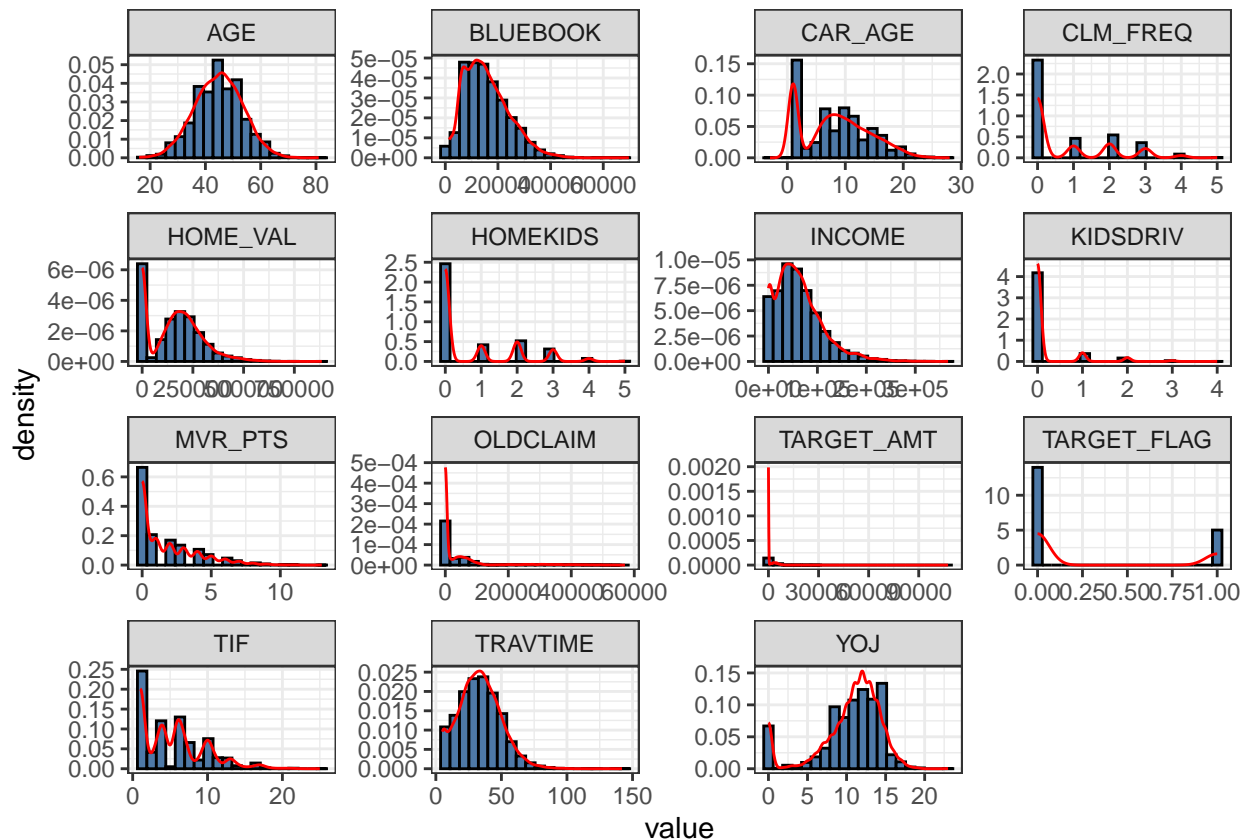 AGE BLUEBOOK CAR_AGE CLM_FREQ
0.05 0.04 0.03 0.02 0.01 0.00
5e-05 4e-05 3e-05 2e-05 1e-05 0e+00
0.15 0.10 0.05 0.00
2.0 1.5 1.0 0.5 0.0
20 40 60 80
0 20000 40000 60000
0 10 20 30
0 1 2 3 4 5
HOME_VAL HOMEKIDS INCOME KIDSDRIV
6e-06 4e-06 2e-06 0e+00
2.5 2.0 1.5 1.0 0.5 0.0
1.0e-05 7.5e-06 5.0e-06 2.5e-06 0.0e+00
4 3 2 1 0
0 250000 500000 750000
0 1 2 3 4 5
0e+00 1e+05 2e+05 3e+05
0 1 2 3 4
density
MVR_PTS OLDCLAIM TARGET_AMT TARGET_FLAG
0.6 0.4 0.2 0.0
5e-04 4e-04 3e-04 2e-04 1e-04 0e+00
0.0020 0.0015 0.0010 0.0005 0.0000
10 5 0
0 5 10
0 20000 40000 60000
0 30000 60000 90000
0.00 0.25 0.50 0.75 1.00
TIF TRAVTIME YOJ
0.25 0.20 0.15 0.10 0.05 0.00
0.025 0.020 0.015 0.010 0.005 0.000
0.15 0.10 0.05 0.00
0 10 20
0 50 100 150
0 5 10 15 20
value